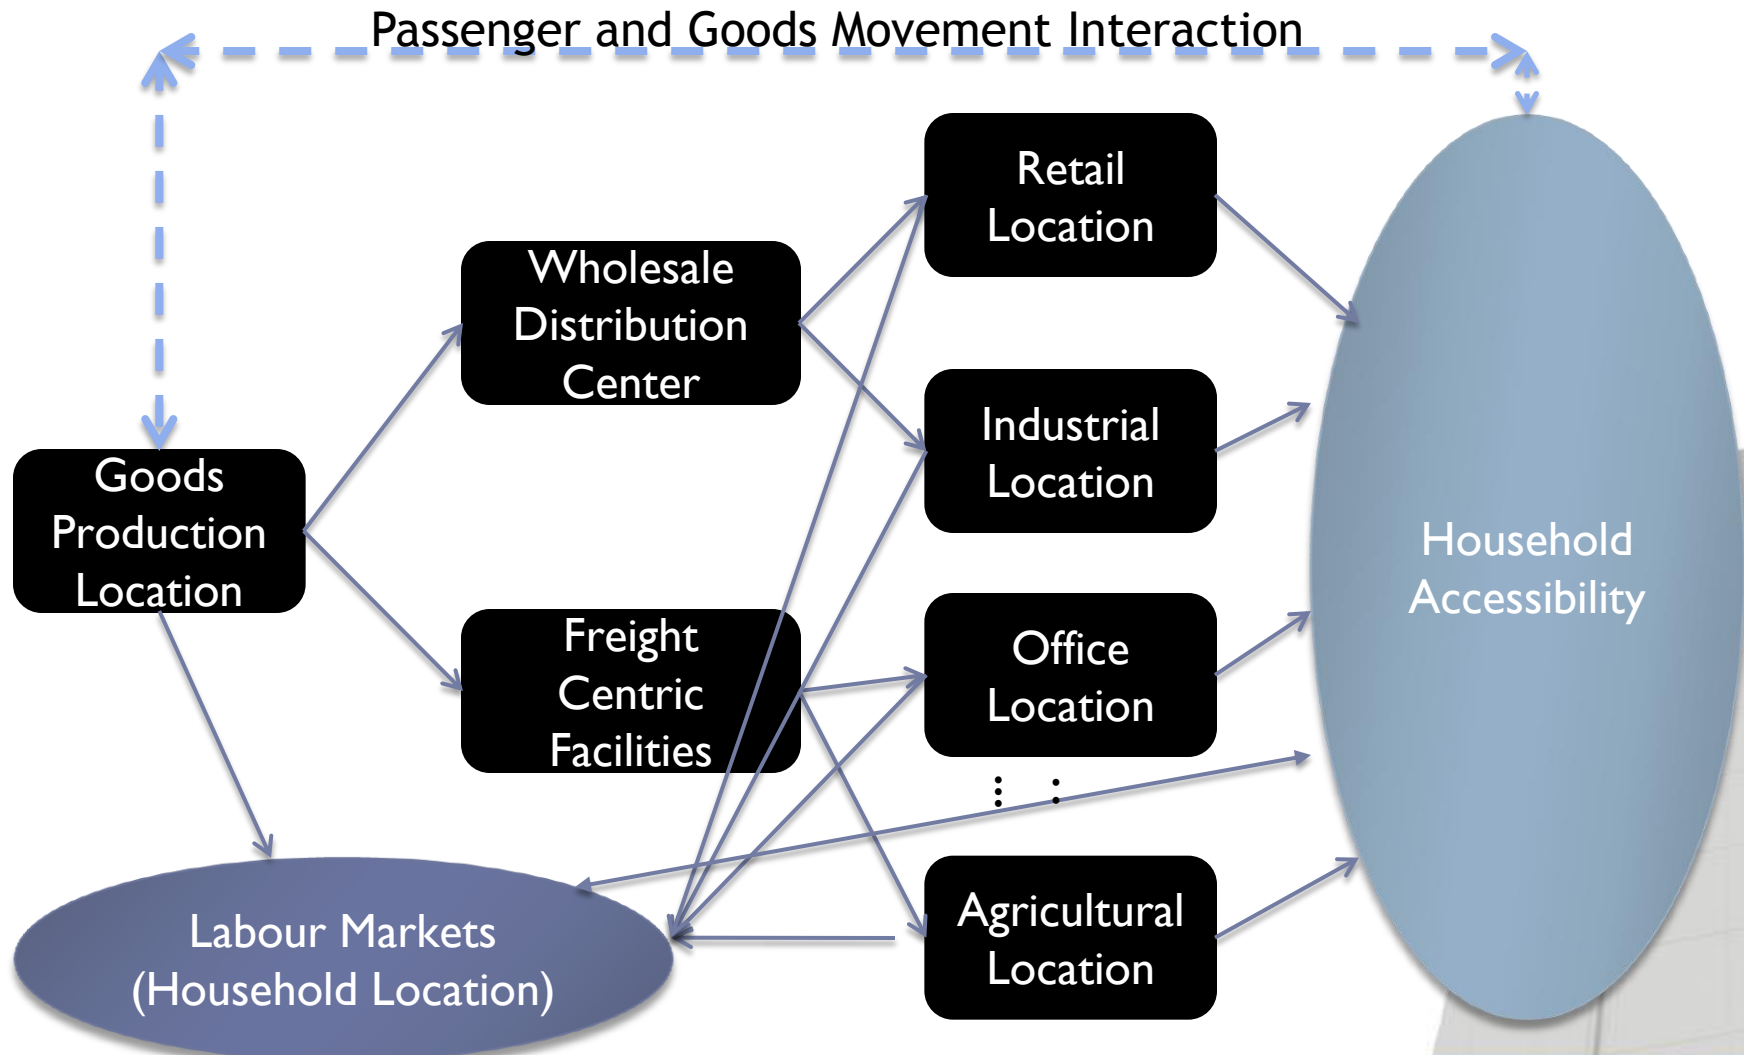 Passenger and Goods Movement Interaction
Retail
Location
Wholesale
Distribution
Center
Industrial
Location
Goods
Production
Location
Household
Accessibility
Freight
Centric
Facilities
Office
Location
Agricultural
Location
Labour Markets
(Household Location)